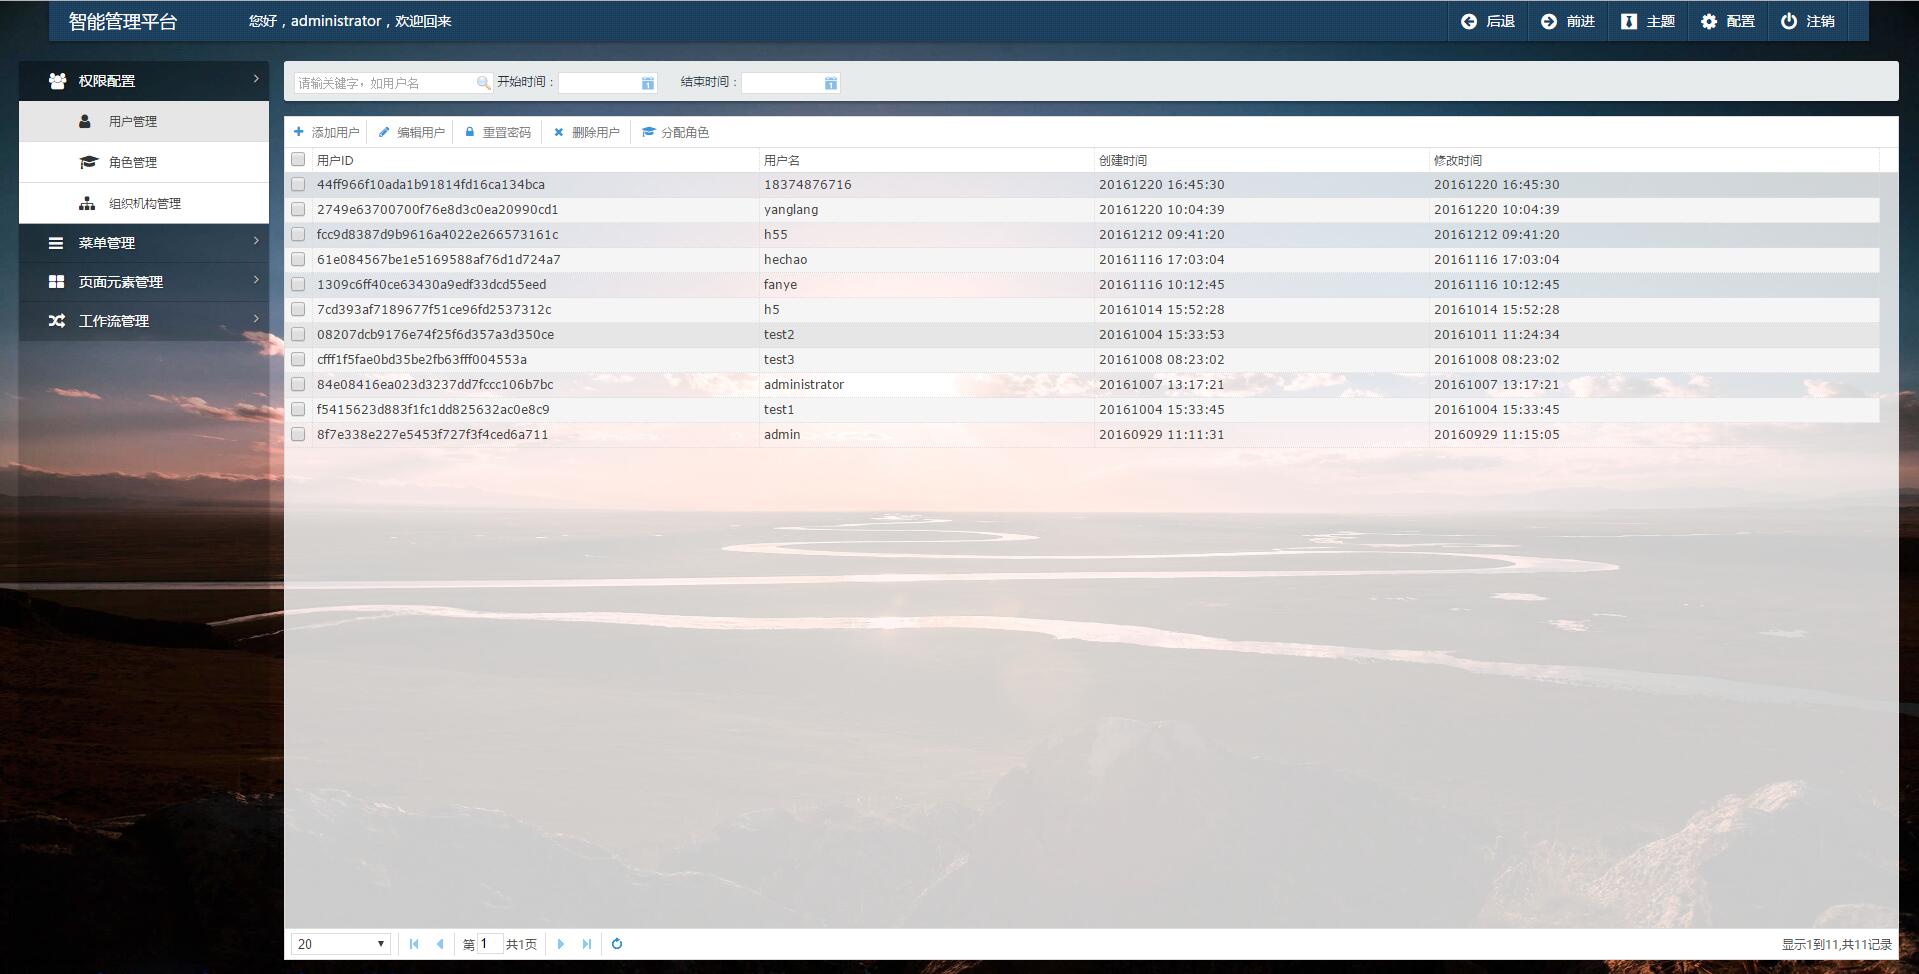 智能管理平台 您好，administrator，欢迎回来 后退 前进 主题 配置 注销
权限配置
用户管理
角色管理
组织机构管理
菜单管理
页面元素管理
工作流管理
请输关键字，如用户名 开始时间： 结束时间：
添加用户 编辑用户 重置密码 删除用户 分配角色
用户ID 用户名 创建时间 修改时间
44ff966f10ada1b91814fd16ca134bca 18374876716 20161220 16:45:30 20161220 16:45:30
2749e63700700f76e8d3c0ea20990cd1 yanglang 20161220 10:04:39 20161220 10:04:39
fcc9d8387d9b9616a4022e266573161c h55 20161212 09:41:20 20161212 09:41:20
61e084567be1e5169588af76d1d724a7 hechao 20161116 17:03:04 20161116 17:03:04
1309c6ff40ce63430a9edf33dcd55eed fanye 20161116 10:12:45 20161116 10:12:45
7cd393af7189677f51ce96fd2537312c h5 20161014 15:52:28 20161014 15:52:28
08207dcb9176e74f25f6d357a3d350ce test2 20161004 15:33:53 20161011 11:24:34
cfff1f5fae0bd35be2fb63fff004553a test3 20161008 08:23:02 20161008 08:23:02
84e08416ea023d3237dd7fccc106b7bc administrator 20161007 13:17:21 20161007 13:17:21
f5415623d883f1fc1dd825632ac0e8c9 test1 20161004 15:33:45 20161004 15:33:45
8f7e338e227e5453f727f3f4ced6a711 admin 20160929 11:11:31 20160929 11:15:05
20 第 1 共1页 显示1到11,共11记录